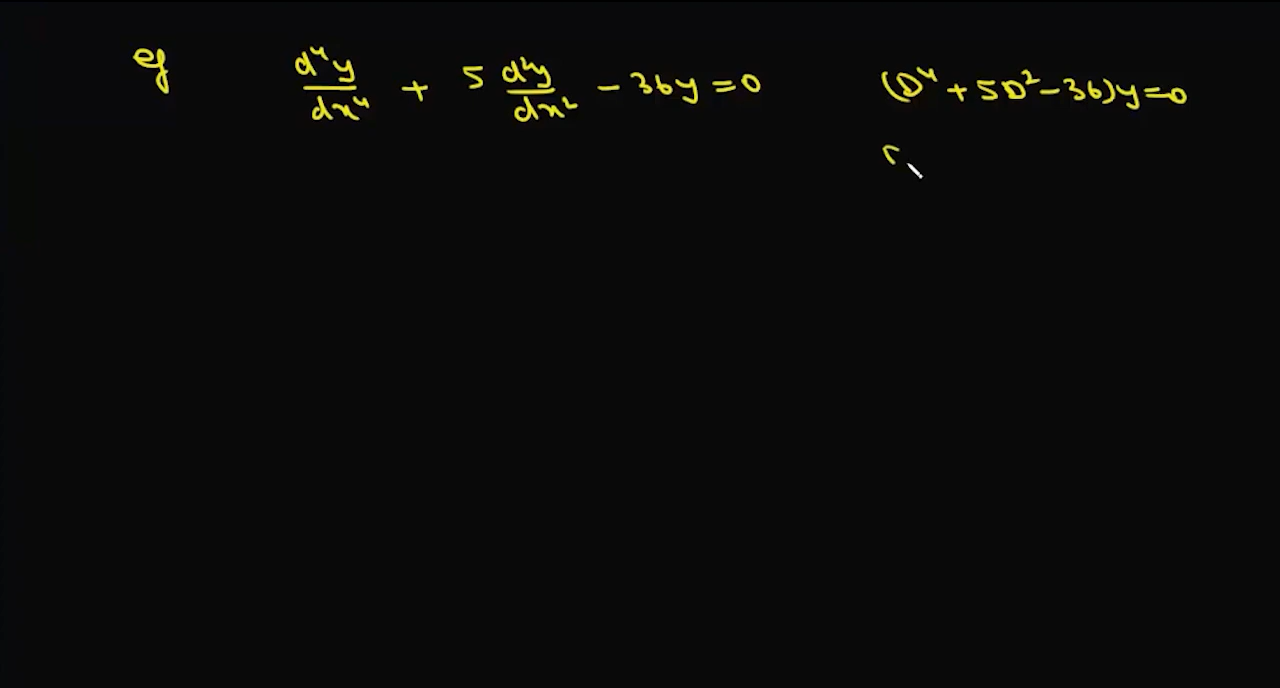 eg d⁴y/dx⁴ + 5 d²y/dx² - 36y = 0 (D⁴ + 5D² - 36)y = 0